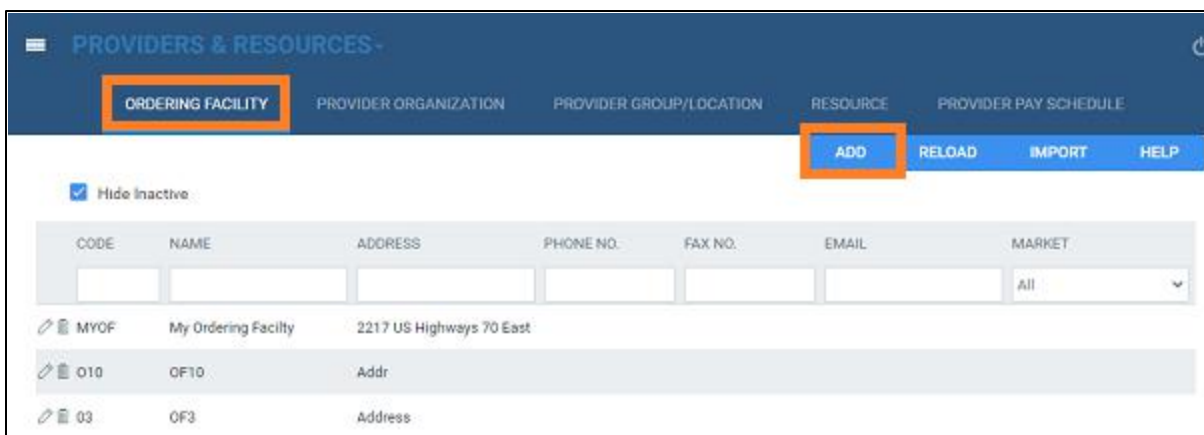 PROVIDERS & RESOURCES
ORDERING FACILITY PROVIDER ORGANIZATION PROVIDER GROUP/LOCATION RESOURCE PROVIDER PAY SCHEDULE
ADD RELOAD IMPORT HELP
Hide Inactive
CODE NAME ADDRESS PHONE NO. FAX NO. EMAIL MARKET
All
MYOF My Ordering Facilty 2217 US Highways 70 East
O10 OF10 Addr
03 OF3 Address